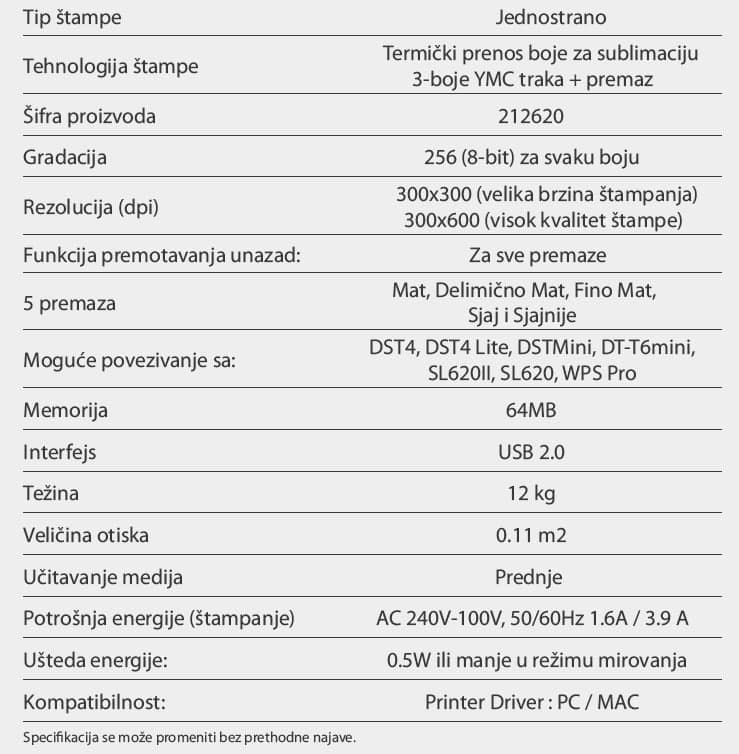 Tip štampe Jednostrano
Tehnologija štampe Termički prenos boje za sublimaciju
3-boje YMC traka + premaz
Šifra proizvoda 212620
Gradacija 256 (8-bit) za svaku boju
Rezolucija (dpi) 300x300 (velika brzina štampanja)
300x600 (visok kvalitet štampe)
Funkcija premotavanja unazad: Za sve premaze
5 premaza Mat, Delimično Mat, Fino Mat,
Sjaj i Sjajnije
Moguće povezivanje sa: DST4, DST4 Lite, DSTMini, DT-T6mini,
SL620II, SL620, WPS Pro
Memorija 64MB
Interfejs USB 2.0
Težina 12 kg
Veličina otiska 0.11 m2
Učitavanje medija Prednje
Potrošnja energije (štampanje) AC 240V-100V, 50/60Hz 1.6A / 3.9 A
Ušteda energije: 0.5W ili manje u režimu mirovanja
Kompatibilnost: Printer Driver : PC / MAC
Specifikacija se može promeniti bez prethodne najave.